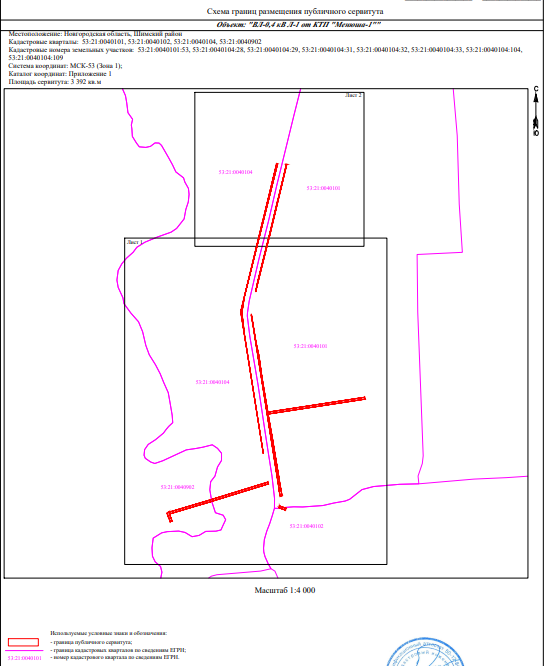 Схема границ размещения публичного сервитута
Объект: "ВЛ-0,4 кВ Л-1 от КТП "Менюша-1""
Местоположение: Новгородская область, Шимский район
Кадастровые кварталы: 53:21:0040101, 53:21:0040102, 53:21:0040104, 53:21:0040902
Кадастровые номера земельных участков: 53:21:0040101:53, 53:21:0040104:28, 53:21:0040104:29, 53:21:0040104:31, 53:21:0040104:32, 53:21:0040104:33, 53:21:0040104:104,
53:21:0040104:109
Система координат: МСК-53 (Зона 1);
Каталог координат: Приложение 1
Площадь сервитута: 3 392 кв.м
Лист 2
С
53:21:0040104
53:21:0040101
Ю
Лист 1
53:21:0040101
53:21:0040104
53:21:0040902
53:21:0040102
Масштаб 1:4 000
Используемые условные знаки и обозначения:
- граница публичного сервитута;
- граница кадастровых кварталов по сведениям ЕГРН;
53:21:0040101 - номер кадастрового квартала по сведениям ЕГРН.